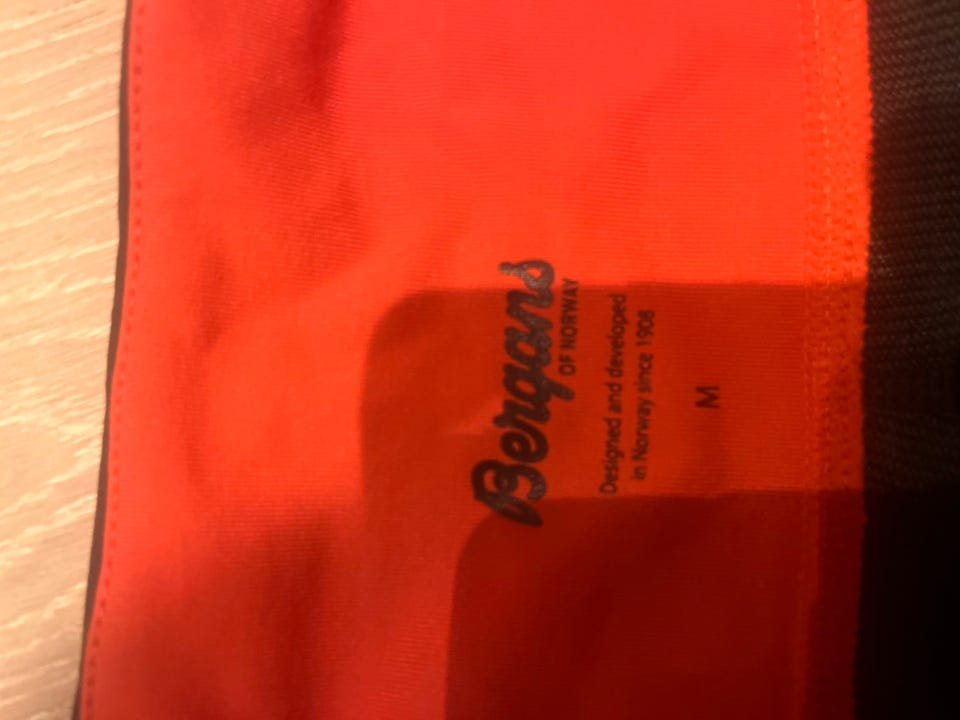 Bergans
OF NORWAY
Designed and developed
in Norway since 1908
M